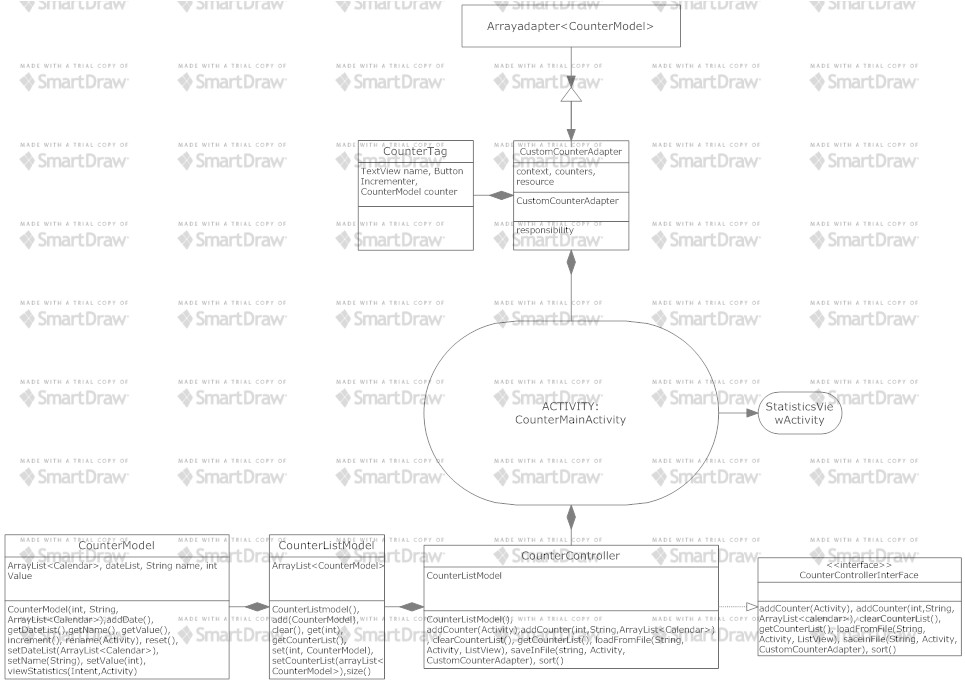 Arrayadapter<CounterModel>
CounterTag
TextView name, Button
Incrementer,
CounterModel counter
CustomCounterAdapter
context, counters,
resource
CustomCounterAdapter
responsibility
ACTIVITY:
CounterMainActivity
StatisticsVie
wActivity
CounterModel
ArrayList<Calendar>, dateList, String name, int
Value
CounterModel(int, String,
ArrayList<Calendar>),addDate(),
getDateList(),getName(), getValue(),
increment(), rename(Activity), reset(),
setDateList(ArrayList<Calendar>),
setName(String), setValue(int),
viewStatistics(Intent,Activity)
CounterListModel
ArrayList<CounterModel>
CounterListmodel(),
add(CounterModel)
clear(), get(int),
getCounterList(),
set(int, CounterModel),
setCounterList(arrayList<
CounterModel>),size()
CounterController
CounterListModel
CounterListModel(),
addCounter(Activity),addCounter(int,String,ArrayList<Calendar>)
, clearCounterList(), getCounterList(), loadFromFile(String,
Activity, ListView), saveInFile(string, Activity,
CustomCounterAdapter), sort()
<<interface>>
CounterControllerInterFace
addCounter(Activity), addCounter(int,String,
ArrayList<calendar>), clearCounterList(),
getCounterList(), loadFromFile(String,
Activity, ListView), saceinFile(String, Activity,
CustomCounterAdapter), sort()
MADE WITH A TRIAL COPY OF
SmartDraw